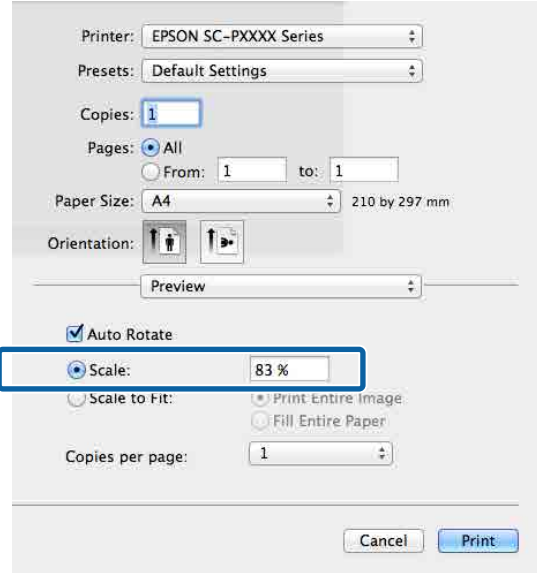 Printer: EPSON SC-PXXXX Series
Presets: Default Settings
Copies: 1
Pages: All
From: 1 to: 1
Paper Size: A4 210 by 297 mm
Orientation:
Preview
Auto Rotate
Scale: 83 %
Scale to Fit: Print Entire Image
Fill Entire Paper
Copies per page: 1
Cancel Print